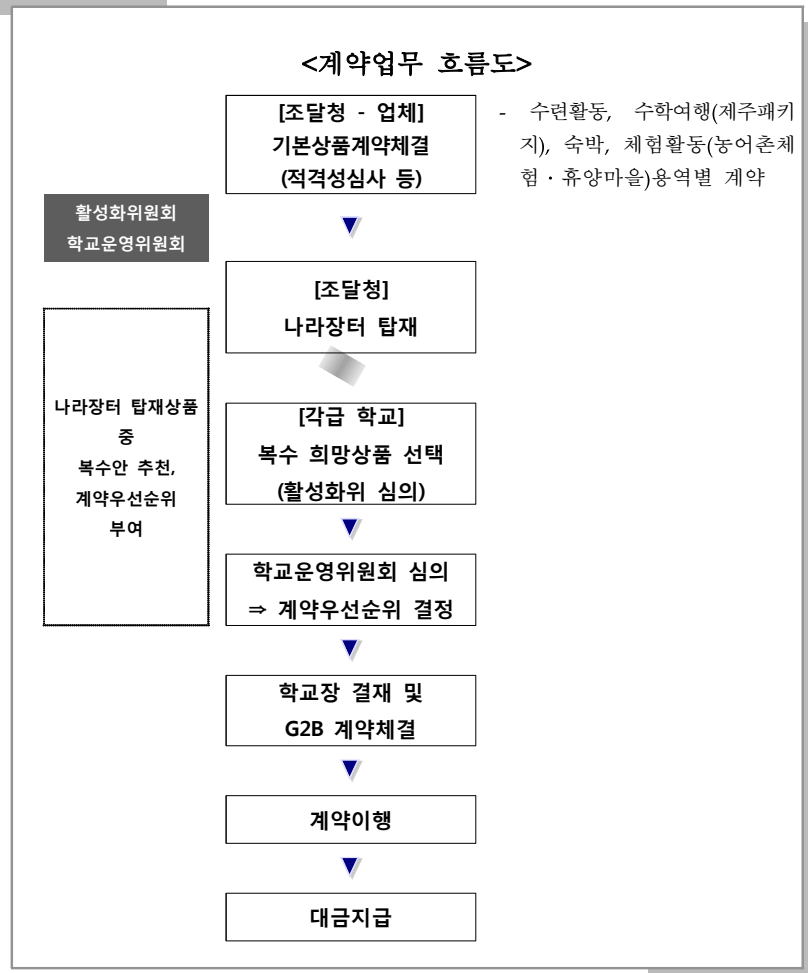 <계약업무 흐름도>
[조달청 - 업체]
기본상품계약체결
(적격성심사 등)
- 수련활동, 수학여행(제주패키
지), 숙박, 체험활동(농어촌체
험·휴양마을)용역별 계약
활성화위원회
학교운영위원회
[조달청]
나라장터 탑재
나라장터 탑재상품
중
복수안 추천,
계약우선순위
부여
[각급 학교]
복수 희망상품 선택
(활성화위 심의)
학교운영위원회 심의
⇒ 계약우선순위 결정
학교장 결재 및
G2B 계약체결
계약이행
대금지급